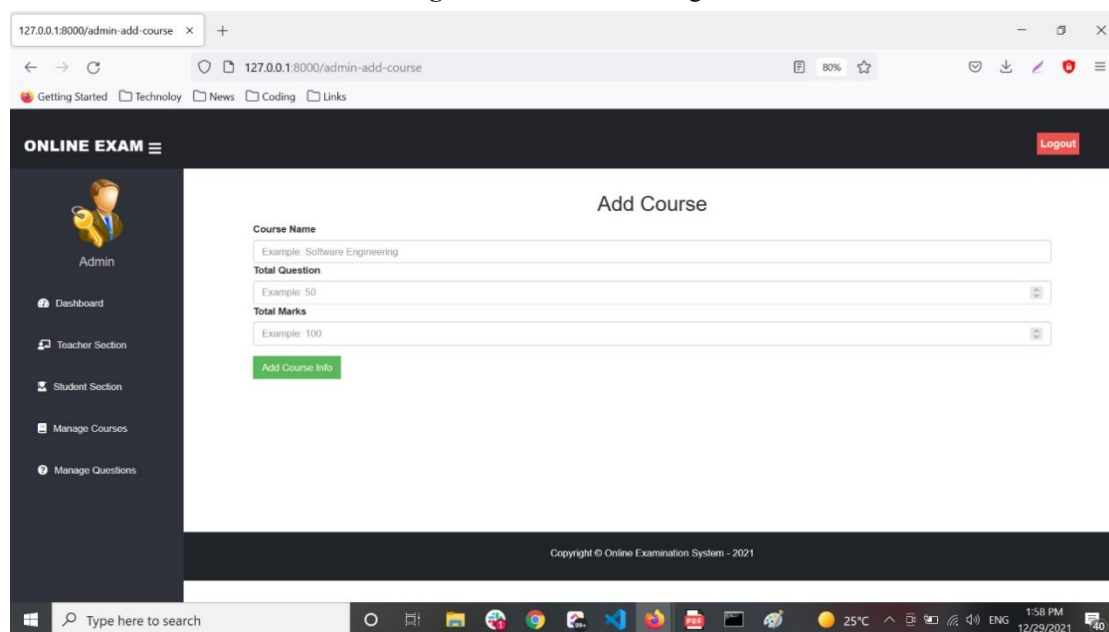 127.0.0.1:8000/admin-add-course
127.0.0.1:8000/admin-add-course
80%
Getting Started Technoloy News Coding Links
ONLINE EXAM
Logout
Add Course
Course Name
Example: Software Engineering
Total Question
Example: 50
Total Marks
Example: 100
Add Course Info
Admin
Dashboard
Teacher Section
Student Section
Manage Courses
Manage Questions
Copyright © Online Examination System - 2021
Type here to search
99+
PDF
25°C
ENG
1:58 PM
12/29/2021
40